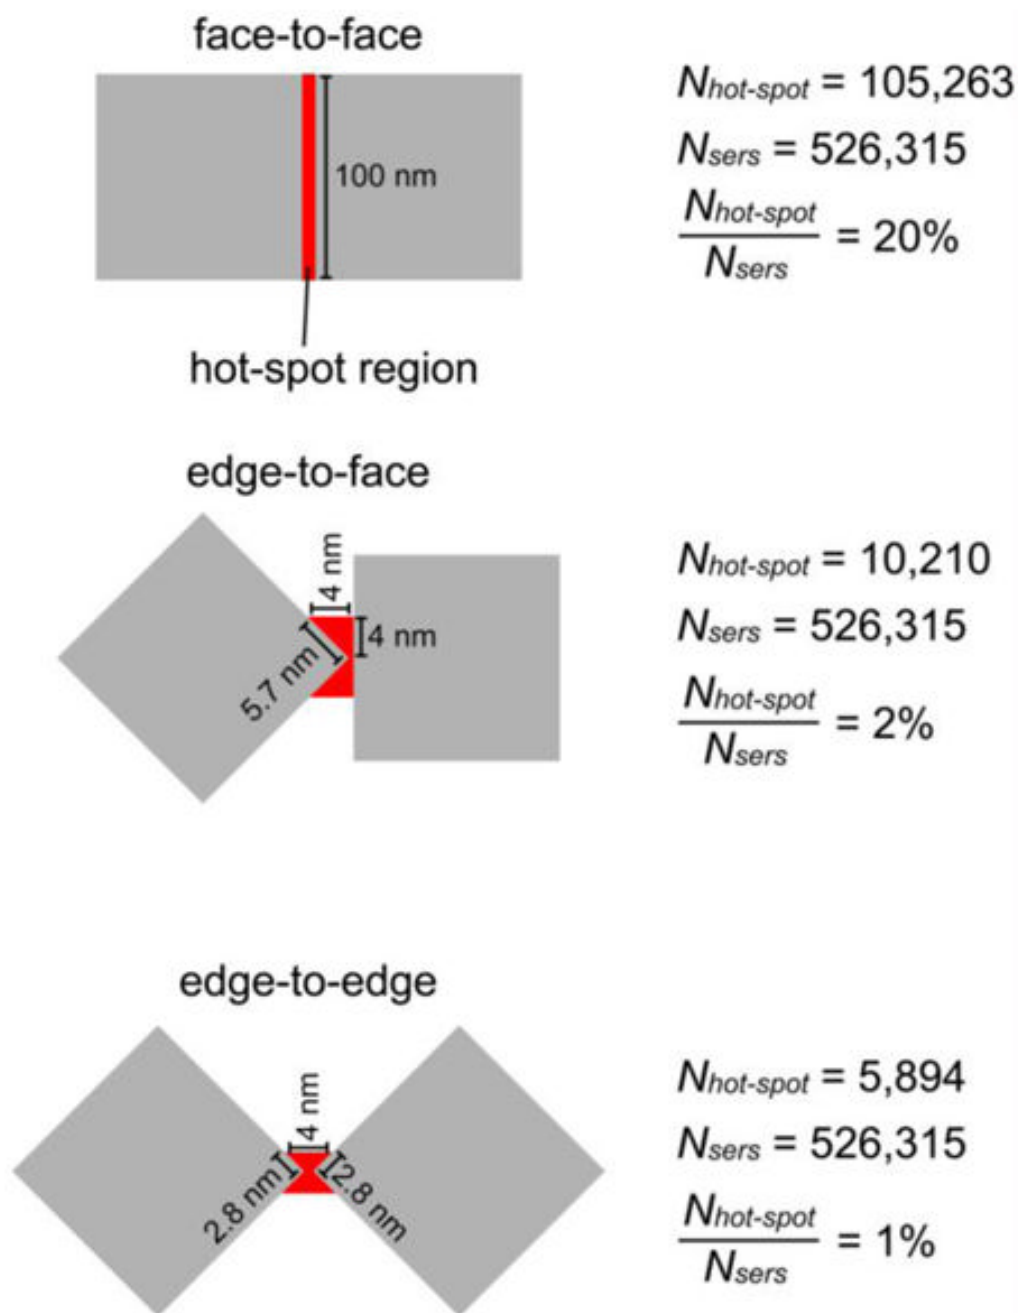 face-to-face
100 nm
hot-spot region
Nhot-spot = 105,263
Nsers = 526,315
Nhot-spot
Nsers
= 20%
edge-to-face
4 nm
4 nm
5.7 nm
Nhot-spot = 10,210
Nsers = 526,315
Nhot-spot
Nsers
= 2%
edge-to-edge
4 nm
2.8 nm
2.8 nm
Nhot-spot = 5,894
Nsers = 526,315
Nhot-spot
Nsers
= 1%